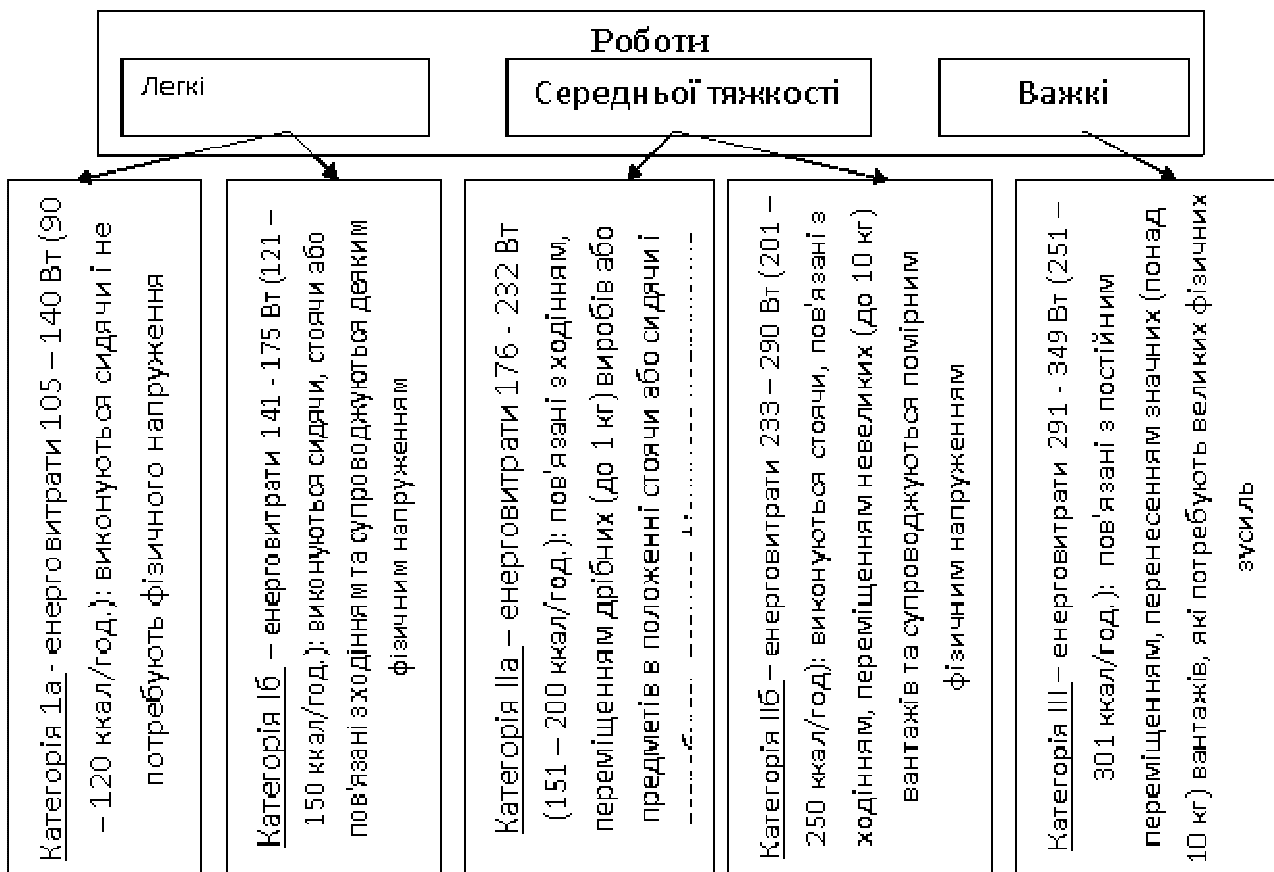 Роботи
Легкі
Середньої тяжкості
Важкі
Категорія 1а - енерговитрати 105 – 140 Вт (90
– 120 ккал/год.): виконуються сидячи і не
потребують фізичного напруження
Категорія Іб – енерговитрати 141 - 175 Вт (121 –
150 ккал/год.): виконуються сидячи, стоячи або
пов'язані з ходінням та супроводжуються деяким
фізичним напруженням
Категорія ІІа – енерговитрати 176 - 232 Вт
(151 – 200 ккал/год.): пов'язані з ходінням,
переміщенням дрібних (до 1 кг) виробів або
предметів в положенні стоячи або сидячи і
Категорія ІІб – енерговитрати 233 – 290 Вт (201 –
250 ккал/год): виконуються стоячи, пов'язані з
ходінням, переміщенням невеликих (до 10 кг)
вантажів та супроводжуються помірним
фізичним напруженням
Категорія ІІІ – енерговитрати 291 - 349 Вт (251 –
301 ккал/год.): пов'язані з постійним
переміщенням, перенесенням значних (понад
10 кг) вантажів, які потребують великих фізичних
зусиль